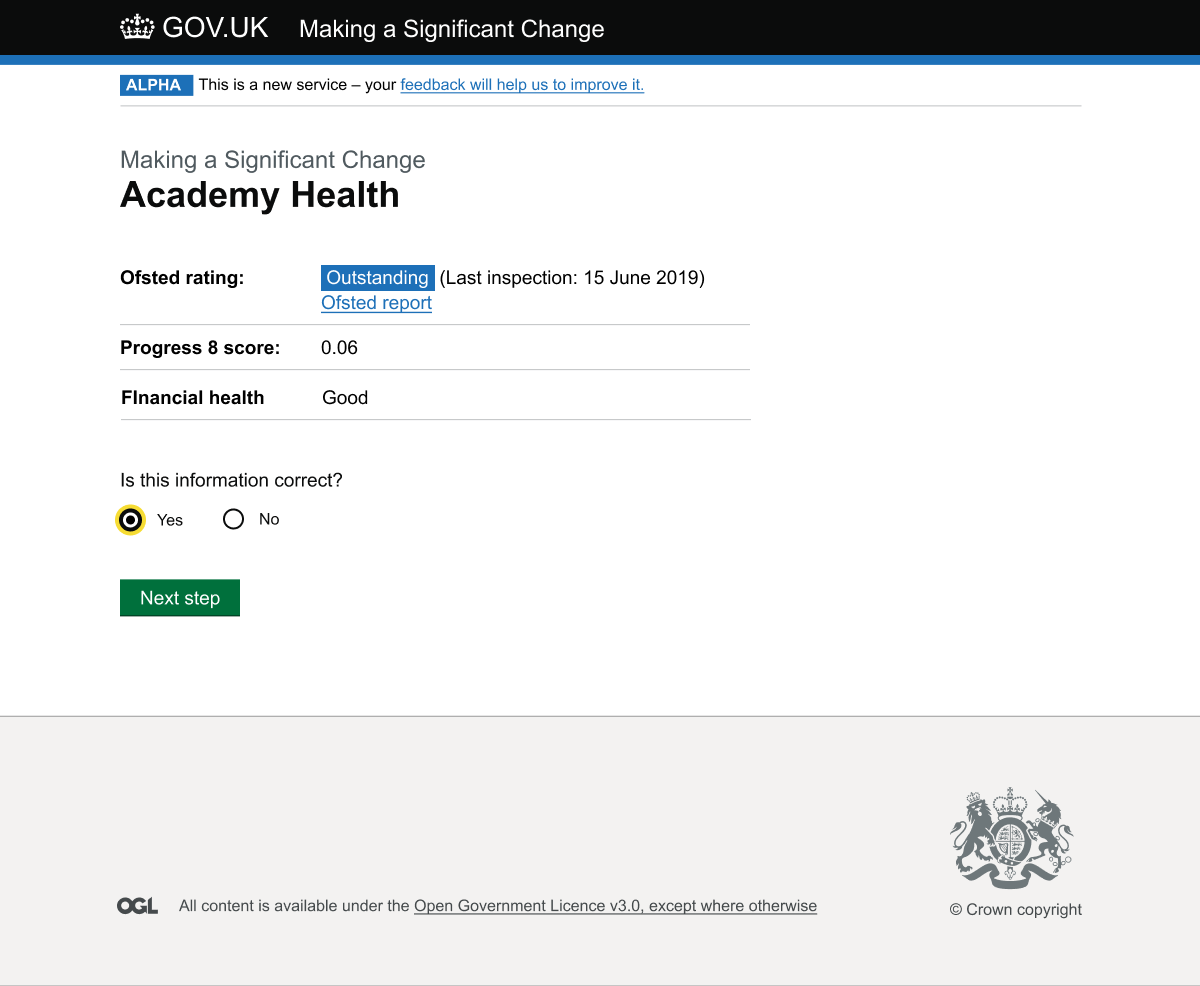 GOV.UK Making a Significant Change
ALPHA This is a new service – your feedback will help us to improve it.
Making a Significant Change
Academy Health
Ofsted rating: Outstanding (Last inspection: 15 June 2019)
Ofsted report
Progress 8 score: 0.06
FInancial health Good
Is this information correct?
Yes No
Next step
OGL All content is available under the Open Government Licence v3.0, except where otherwise
© Crown copyright